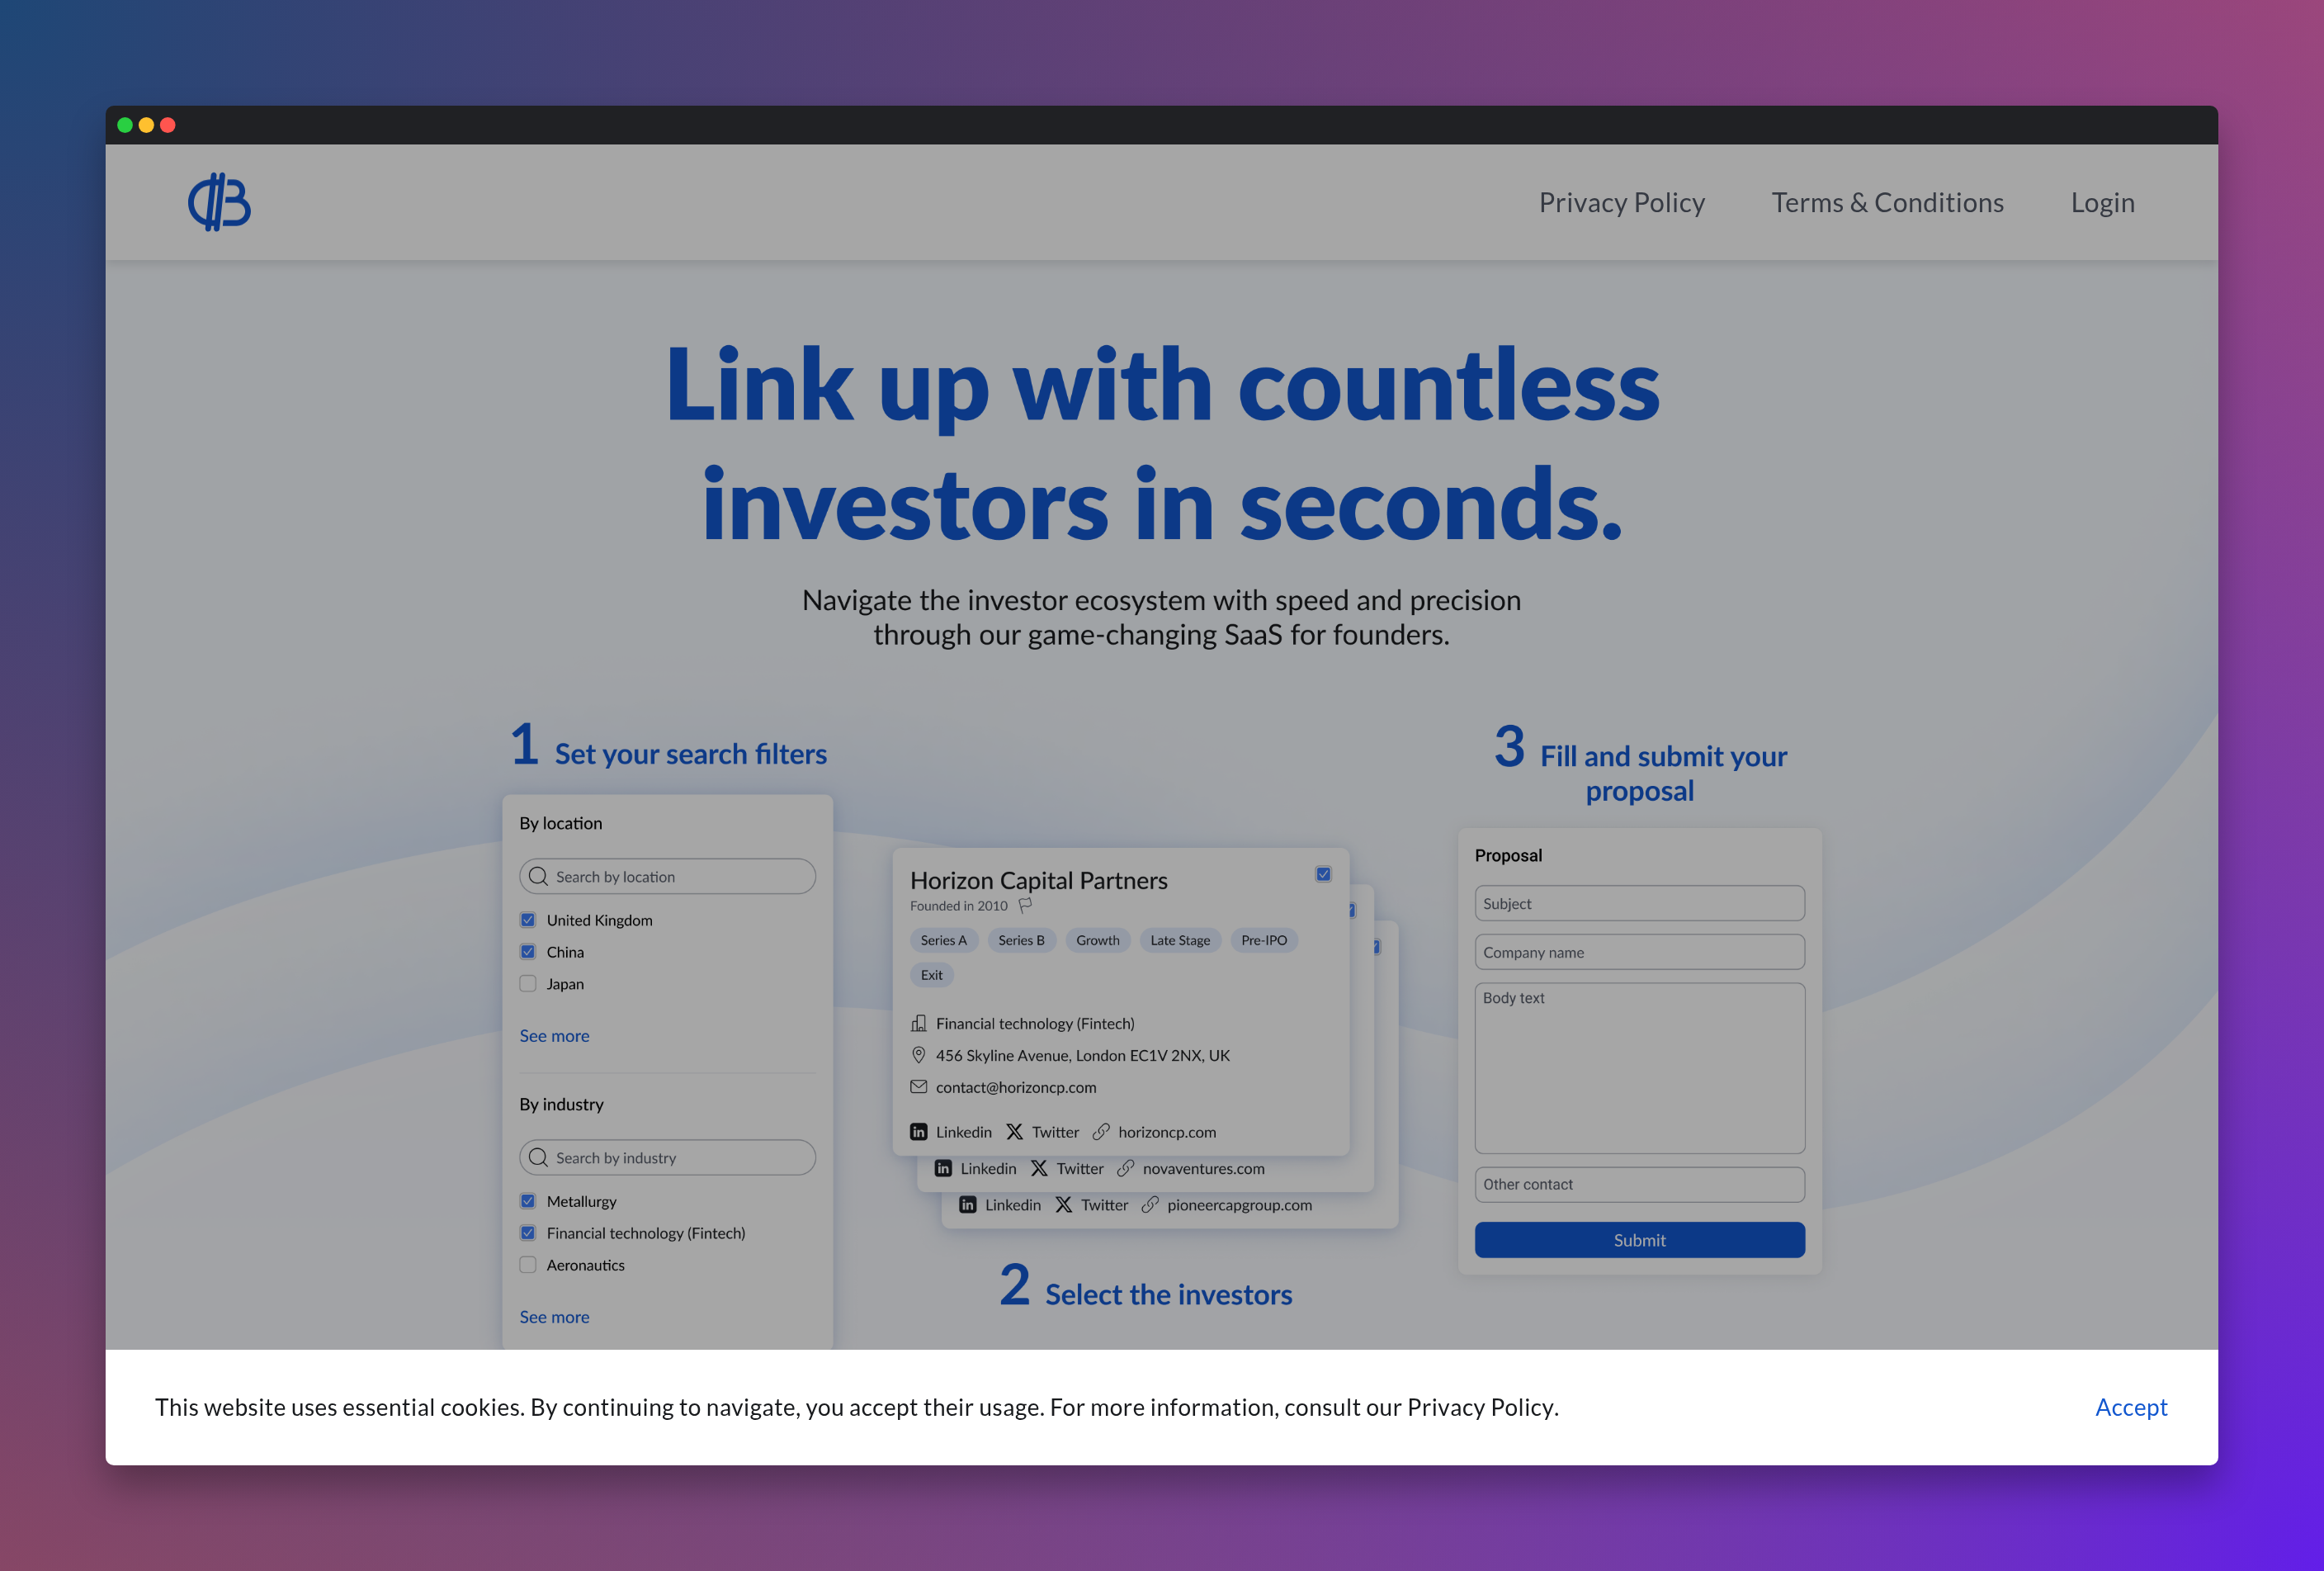 Privacy Policy
Terms & Conditions
Login
Link up with countless
investors in seconds.
Navigate the investor ecosystem with speed and precision
through our game-changing SaaS for founders.
1 Set your search filters
By location
Search by location
United Kingdom
China
Japan
See more
By industry
Search by industry
Metallurgy
Financial technology (Fintech)
Aeronautics
See more
Horizon Capital Partners
Founded in 2010
Series A
Series B
Growth
Late Stage
Pre-IPO
Exit
Financial technology (Fintech)
456 Skyline Avenue, London EC1V 2NX, UK
contact@horizoncp.com
Linkedin Twitter horizoncp.com
Linkedin Twitter novaventures.com
Linkedin Twitter pioneercapgroup.com
2 Select the investors
3 Fill and submit your
proposal
Proposal
Subject
Company name
Body text
Other contact
Submit
This website uses essential cookies. By continuing to navigate, you accept their usage. For more information, consult our Privacy Policy.
Accept